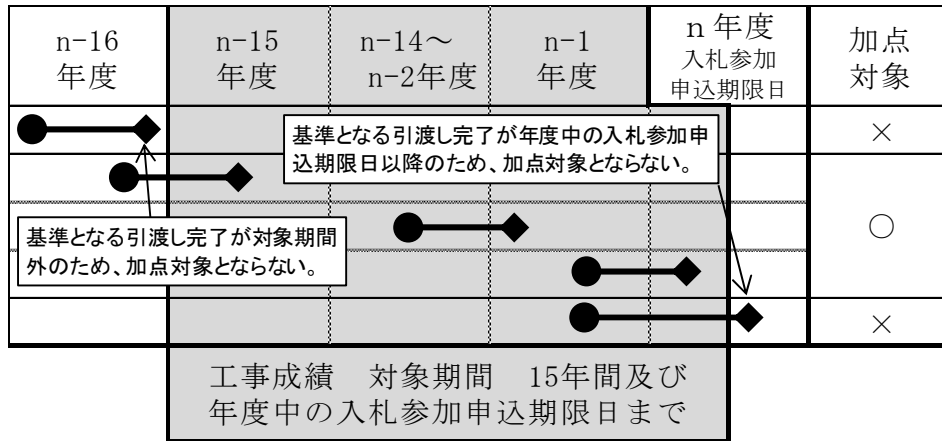 n-16
年度
n-15
年度
n-14～
n-2年度
n-1
年度
n 年度
入札参加
申込期限日
加点
対象
×
基準となる引渡し完了が年度中の入札参加申
込期限日以降のため、加点対象とならない。
○
基準となる引渡し完了が対象期間
外のため、加点対象とならない。
×
工事成績　対象期間　15年間及び
年度中の入札参加申込期限日まで